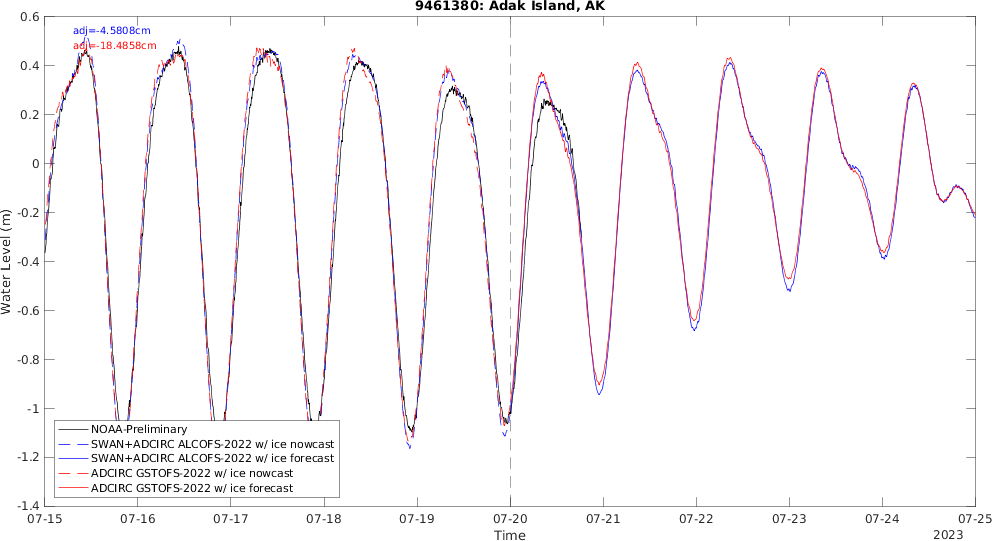 9461380: Adak Island, AK
adj=-4.5808cm
adj=-18.4858cm
0.6
0.4
0.2
0
-0.2
-0.4
-0.6
-0.8
-1
-1.2
-1.4
Water Level (m)
NOAA-Preliminary
SWAN+ADCIRC ALCOFS-2022 w/ ice nowcast
SWAN+ADCIRC ALCOFS-2022 w/ ice forecast
ADCIRC GSTOFS-2022 w/ ice nowcast
ADCIRC GSTOFS-2022 w/ ice forecast
07-15 07-16 07-17 07-18 07-19 07-20 07-21 07-22 07-23 07-24 07-25
Time
2023